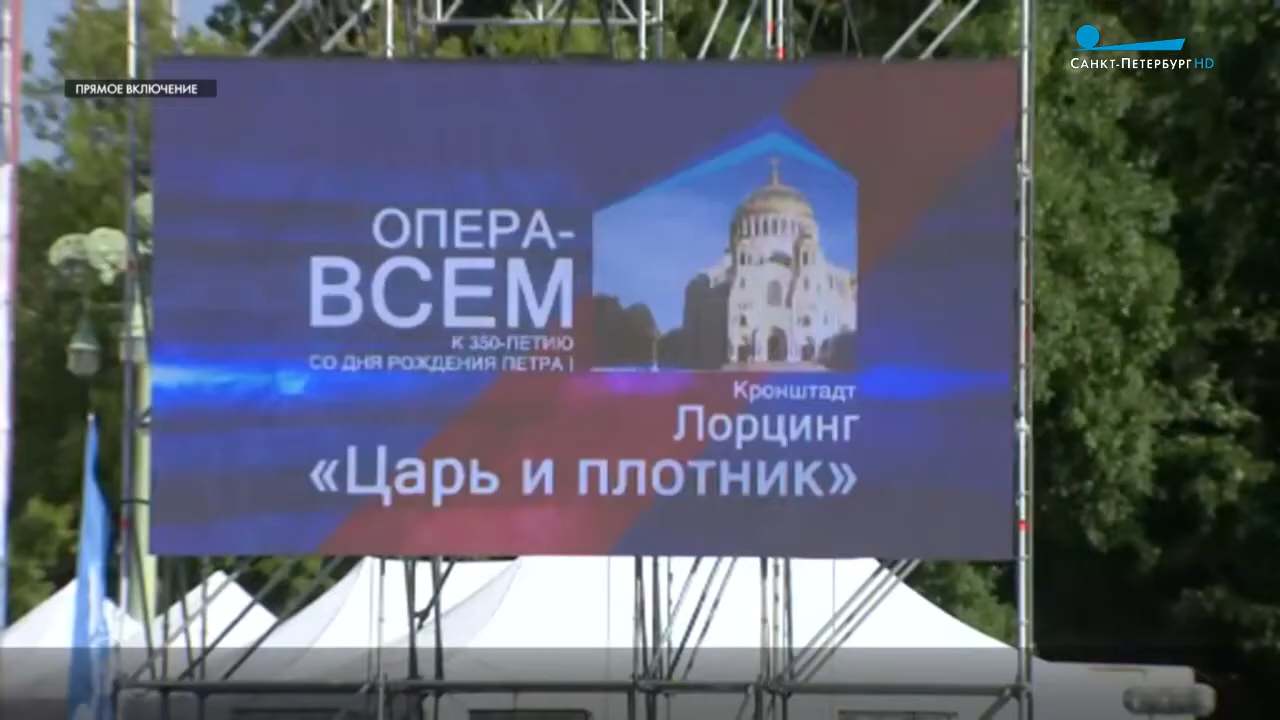 Санкт-Петербург HD
ПРЯМОЕ ВКЛЮЧЕНИЕ
ОПЕРА-
ВСЕМ
К 350-ЛЕТИЮ
СО ДНЯ РОЖДЕНИЯ ПЕТРА I
Кронштадт
Лорцинг
«Царь и плотник»